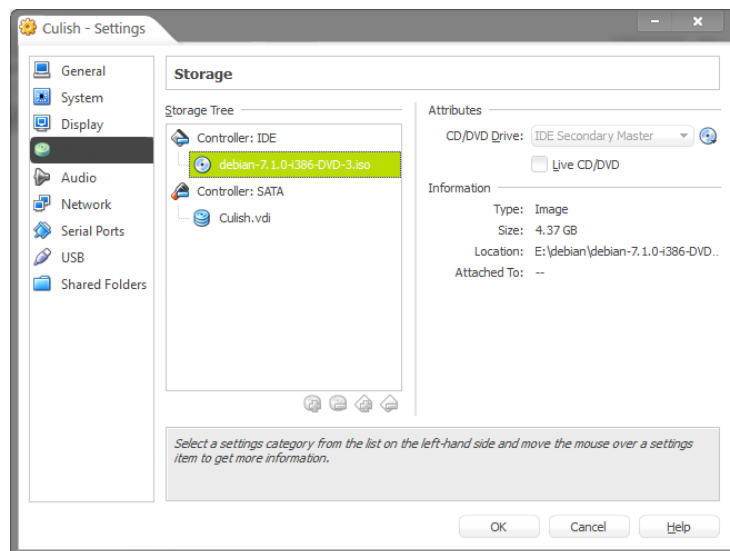 Culish - Settings
General
System
Display
Audio
Network
Serial Ports
USB
Shared Folders
Storage
Storage Tree
Controller: IDE
debian-7.1.0-i386-DVD-3.iso
Controller: SATA
Culish.vdi
Attributes
CD/DVD Drive: IDE Secondary Master
Live CD/DVD
Information
Type: Image
Size: 4.37 GB
Location: E:\debian\debian-7.1.0-i386-DVD..
Attached To: --
Select a settings category from the list on the left-hand side and move the mouse over a settings
item to get more information.
OK Cancel Help